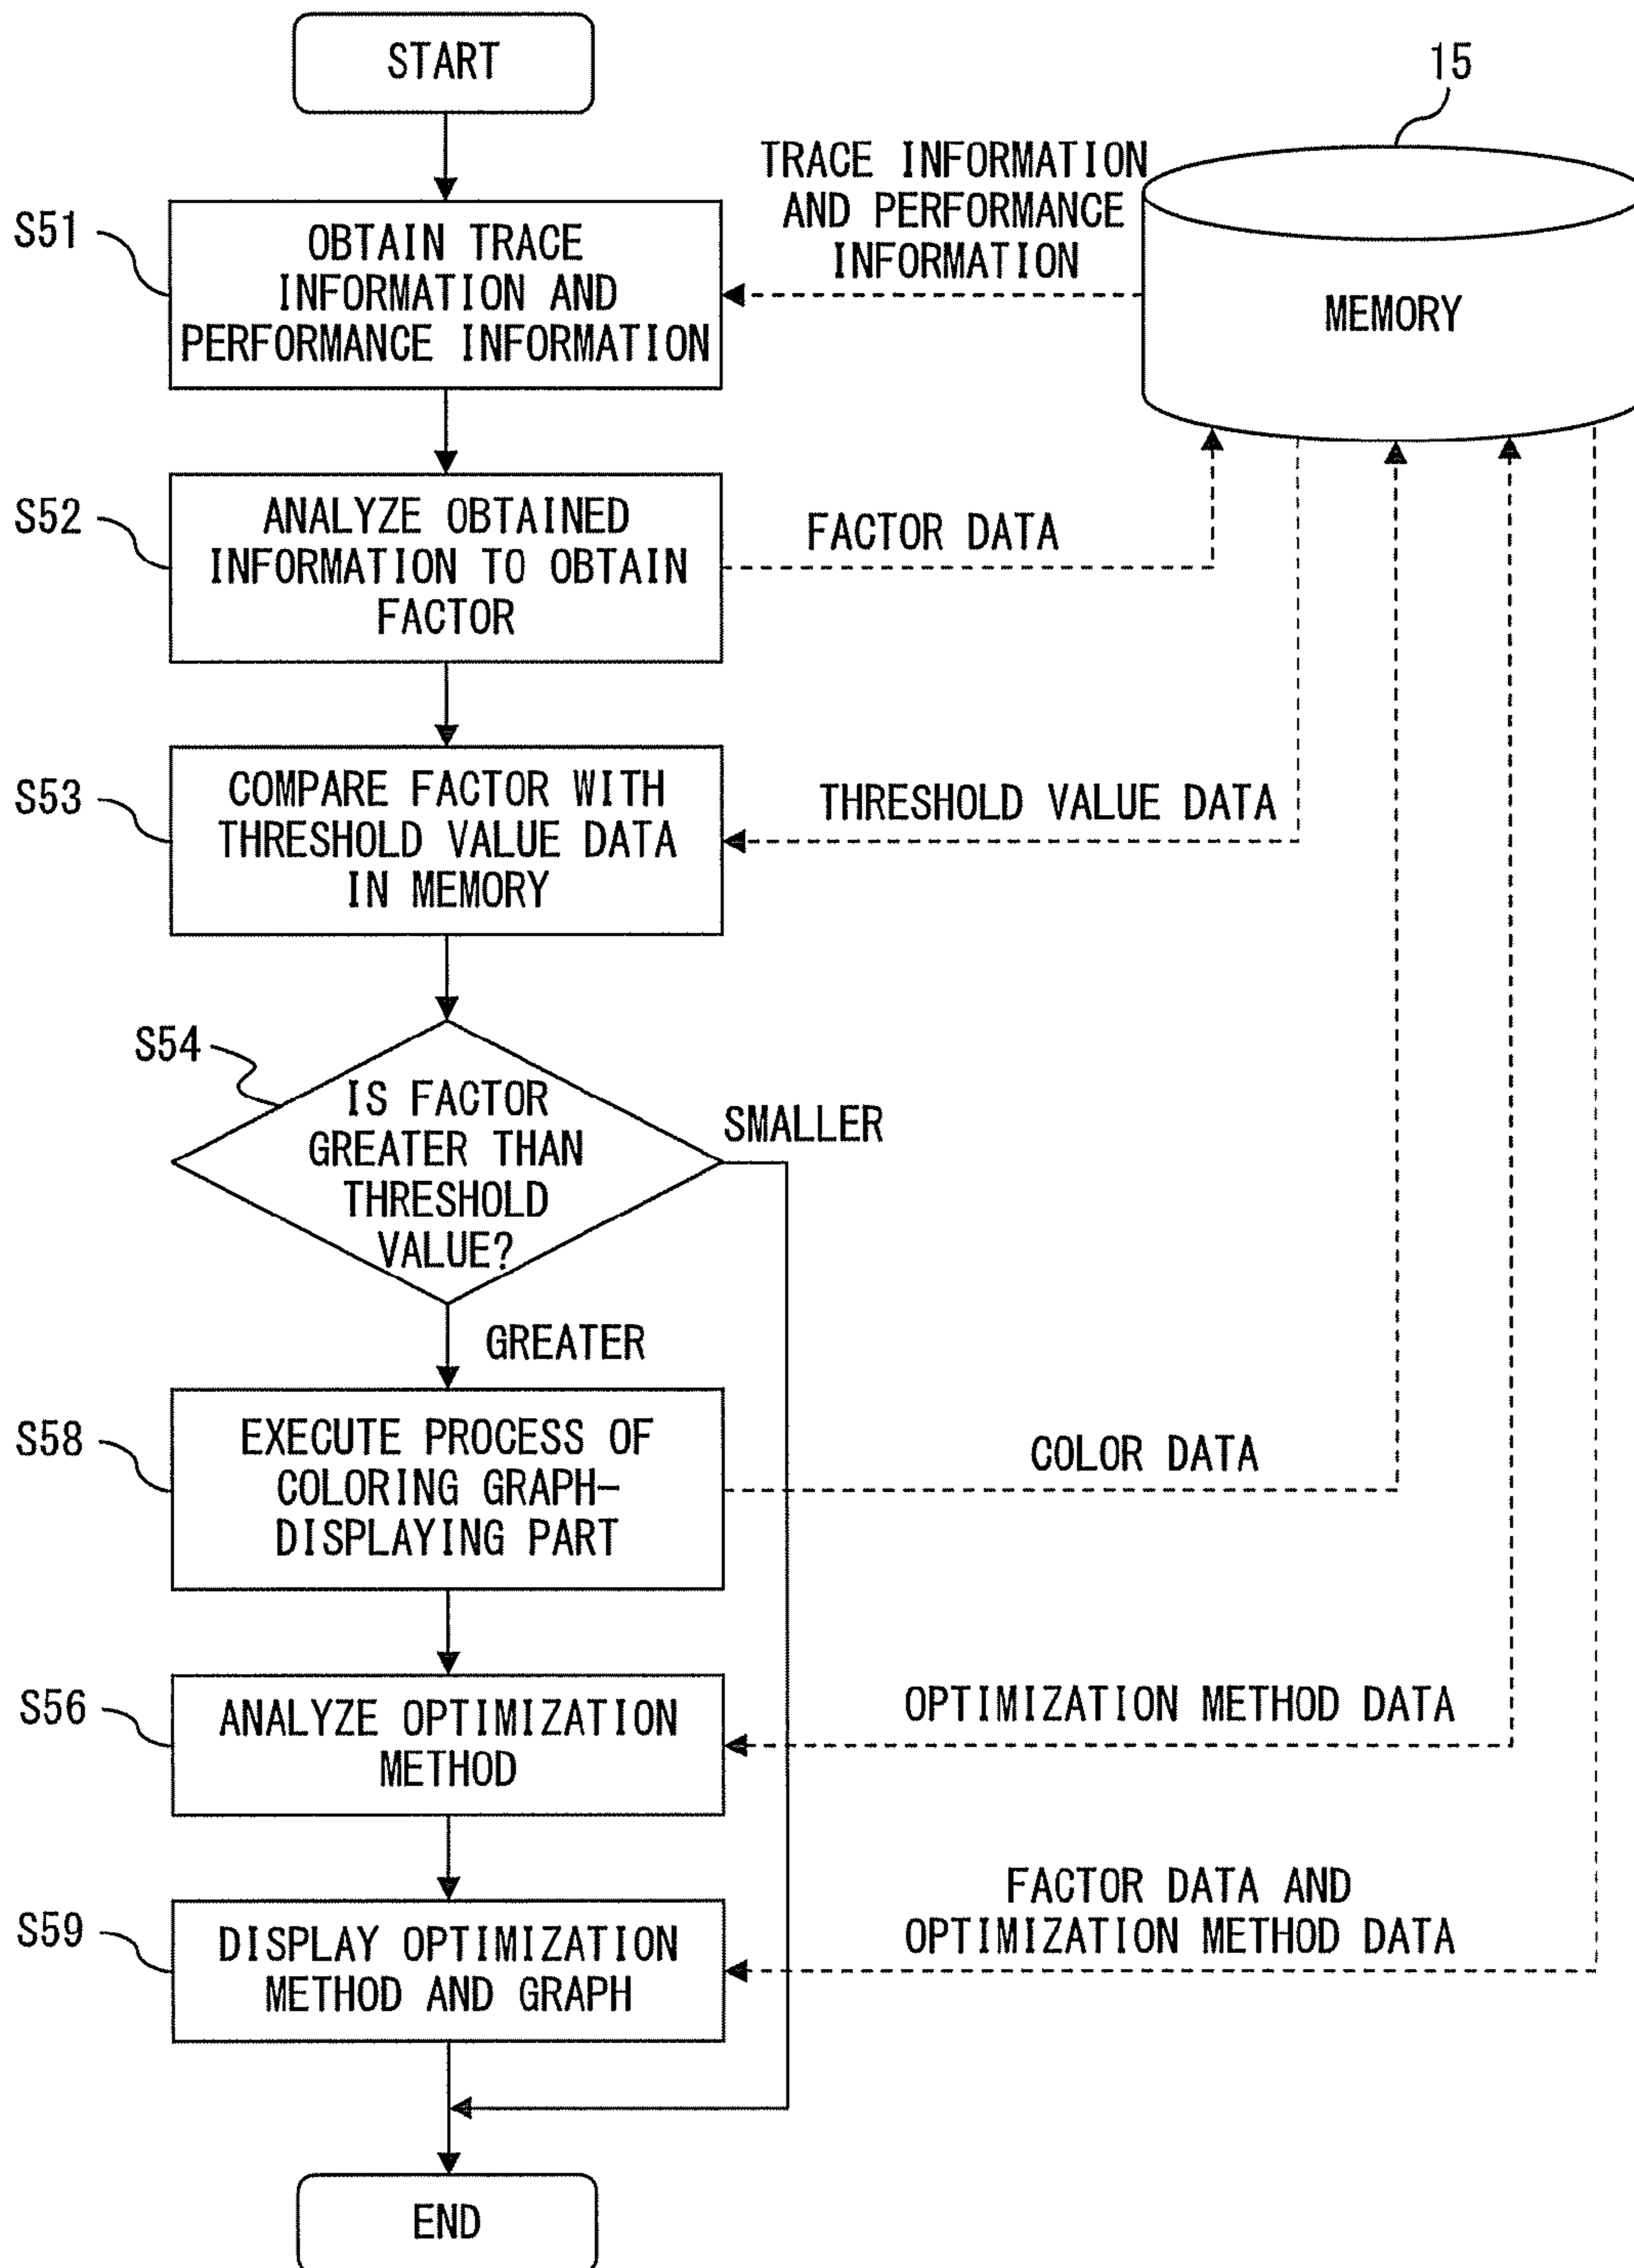 START
15
TRACE INFORMATION
AND PERFORMANCE
INFORMATION
MEMORY
S51
OBTAIN TRACE
INFORMATION AND
PERFORMANCE INFORMATION
S52
ANALYZE OBTAINED
INFORMATION TO OBTAIN
FACTOR
FACTOR DATA
S53
COMPARE FACTOR WITH
THRESHOLD VALUE DATA
IN MEMORY
THRESHOLD VALUE DATA
S54
IS FACTOR
GREATER THAN
THRESHOLD
VALUE?
SMALLER
GREATER
S58
EXECUTE PROCESS OF
COLORING GRAPH-
DISPLAYING PART
COLOR DATA
S56
ANALYZE OPTIMIZATION
METHOD
OPTIMIZATION METHOD DATA
S59
DISPLAY OPTIMIZATION
METHOD AND GRAPH
FACTOR DATA AND
OPTIMIZATION METHOD DATA
END